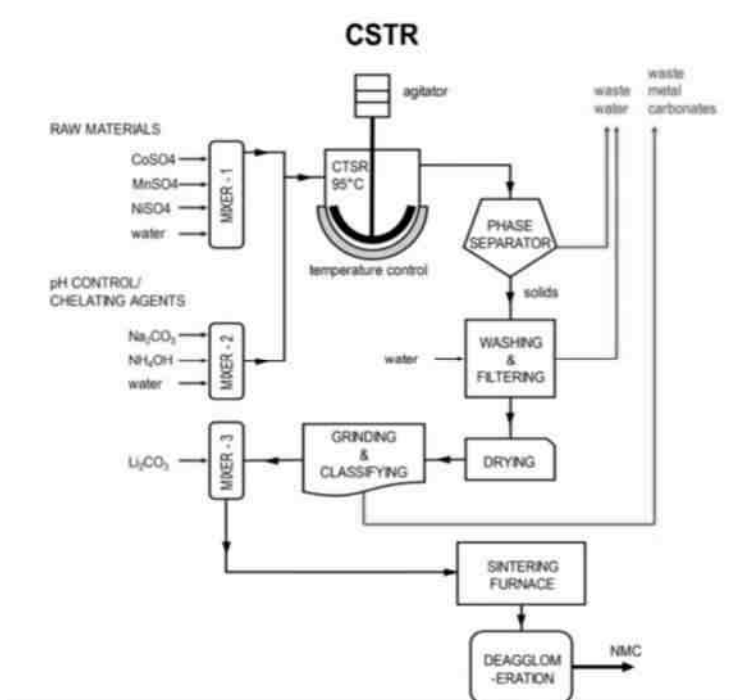 CSTR
agitator
waste
water
waste
metal
carbonates
RAW MATERIALS
CoSO4
MnSO4
NiSO4
water
MIXER - 1
CTSR
95°C
temperature control
PHASE
SEPARATOR
solids
pH CONTROL/
CHELATING AGENTS
Na₂CO₃
NH₄OH
water
MIXER - 2
water
WASHING
&
FILTERING
Li₂CO₃
MIXER - 3
GRINDING
&
CLASSIFYING
DRYING
SINTERING
FURNACE
DEAGGLOM
-ERATION
NMC